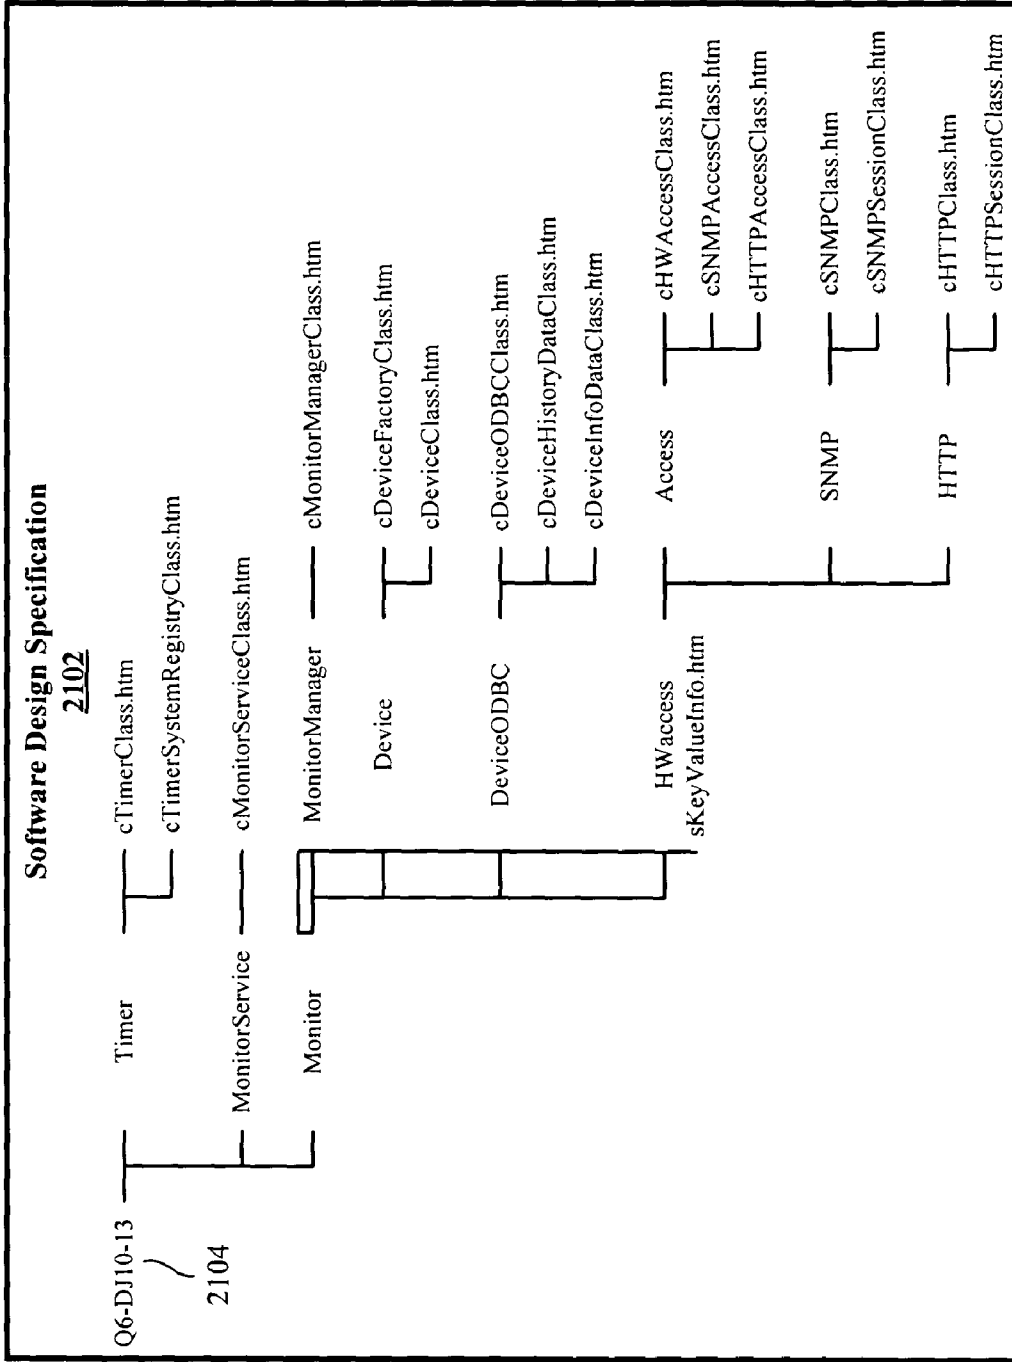 Software Design Specification
2102
Q6-DJ10-13
2104
Timer
cTimerClass.htm
cTimerSystemRegistryClass.htm
MonitorService
cMonitorServiceClass.htm
Monitor
MonitorManager
cMonitorManagerClass.htm
Device
cDeviceFactoryClass.htm
cDeviceClass.htm
DeviceODBC
cDeviceODBCClass.htm
cDeviceHistoryDataClass.htm
cDeviceInfoDataClass.htm
HWaccess
sKeyValueInfo.htm
Access
cHWAccessClass.htm
cSNMPAccessClass.htm
cHTTPAccessClass.htm
SNMP
cSNMPClass.htm
cSNMPSessionClass.htm
HTTP
cHTTPClass.htm
cHTTPSessionClass.htm